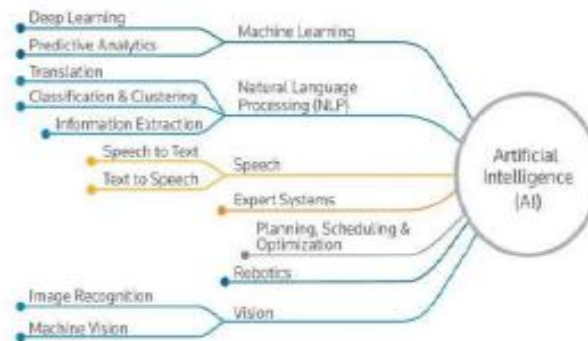 Deep Learning
Predictive Analytics
Machine Learning
Translation
Classification & Clustering
Information Extraction
Natural Language
Processing (NLP)
Speech to Text
Text to Speech
Speech
Expert Systems
Planning, Scheduling &
Optimization
Robotics
Image Recognition
Machine Vision
Vision
Artificial
Intelligence
(AI)